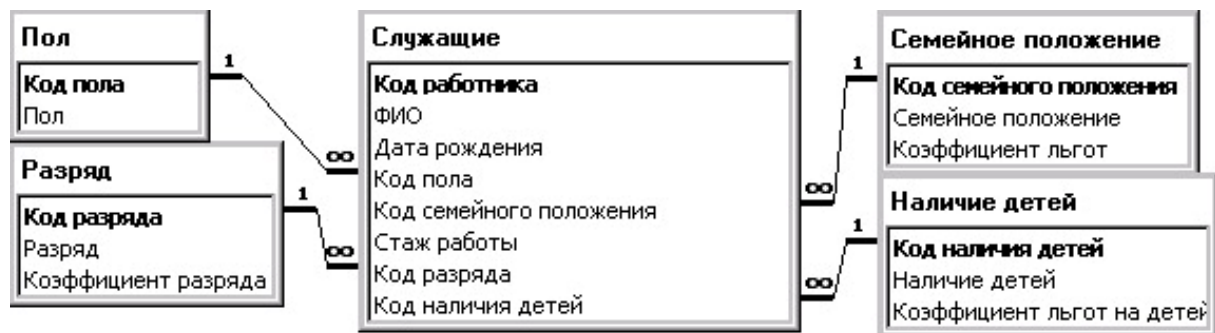 Пол
Код пола
Пол
Разряд
Код разряда
Разряд
Коэффициент разряда
1
∞
1
∞
Служащие
Код работника
ФИО
Дата рождения
Код пола
Код семейного положения
Стаж работы
Код разряда
Код наличия детей
1
∞
1
∞
Семейное положение
Код семейного положения
Семейное положение
Коэффициент льгот
Наличие детей
Код наличия детей
Наличие детей
Коэффициент льгот на детей